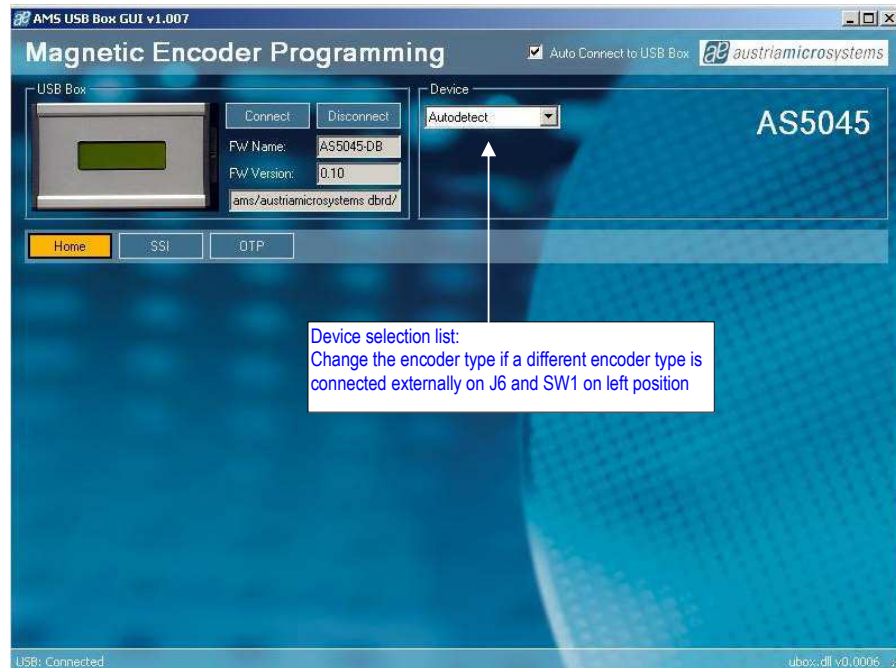 AMS USB Box GUI v1.007
Magnetic Encoder Programming
Auto Connect to USB Box
austriamicrosystems
USB Box
Connect
Disconnect
FW Name:
AS5045-DB
FW Version:
0.10
ams/austriamicrosystems dbrd/
Device
Autodetect
AS5045
Home
SSI
OTP
Device selection list:
Change the encoder type if a different encoder type is
connected externally on J6 and SW1 on left position
USB: Connected
ubox.dll v0.0006